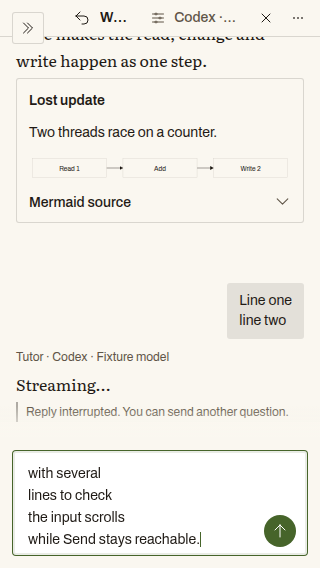 W...
Codex ·...
write happen as one step.
Lost update
Two threads race on a counter.
Read 1
Add
Write 2
Mermaid source
Line one
line two
Tutor · Codex · Fixture model
Streaming...
Reply interrupted. You can send another question.
with several
lines to check
the input scrolls
while Send stays reachable.